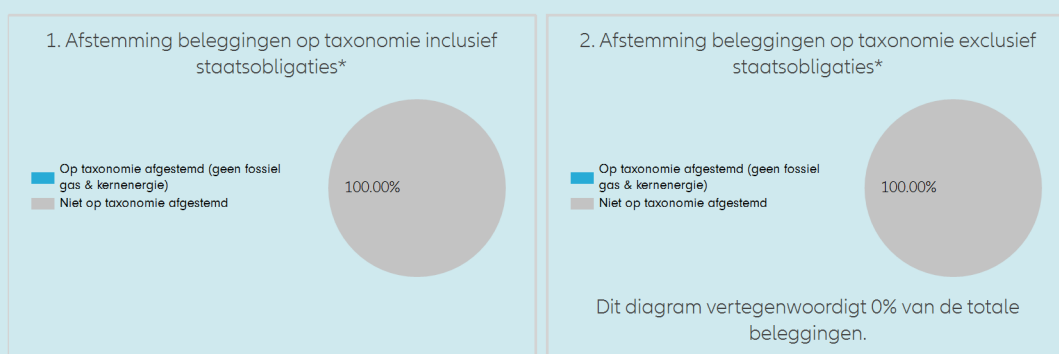 1. Afstemming beleggingen op taxonomie inclusief
staatsobligaties*
Op taxonomie afgestemd (geen fossiel
gas & kernenergie)
Niet op taxonomie afgestemd
100.00%
2. Afstemming beleggingen op taxonomie exclusief
staatsobligaties*
Op taxonomie afgestemd (geen fossiel
gas & kernenergie)
Niet op taxonomie afgestemd
100.00%
Dit diagram vertegenwoordigt 0% van de totale
beleggingen.